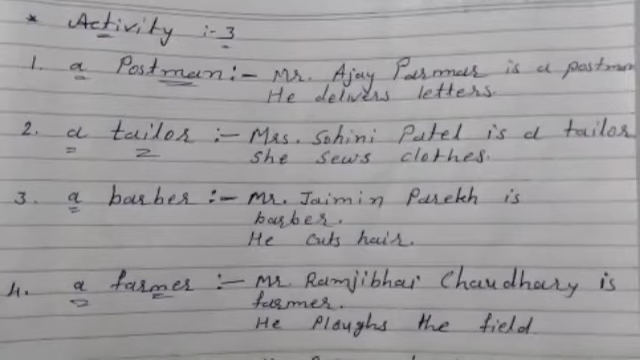 * Activity :- 3
1. a Postman :- Mr. Ajay Parmar is a postman
He delivers letters.
2. a tailor :- Mrs. Sohini Patel is a tailor
she sews clothes.
3. a barber :- Mr. Jaimin Parekh is
barber.
He cuts hair.
4. a farmer :- Mr. Ramjibhai Chaudhary is
farmer.
He Ploughs the field